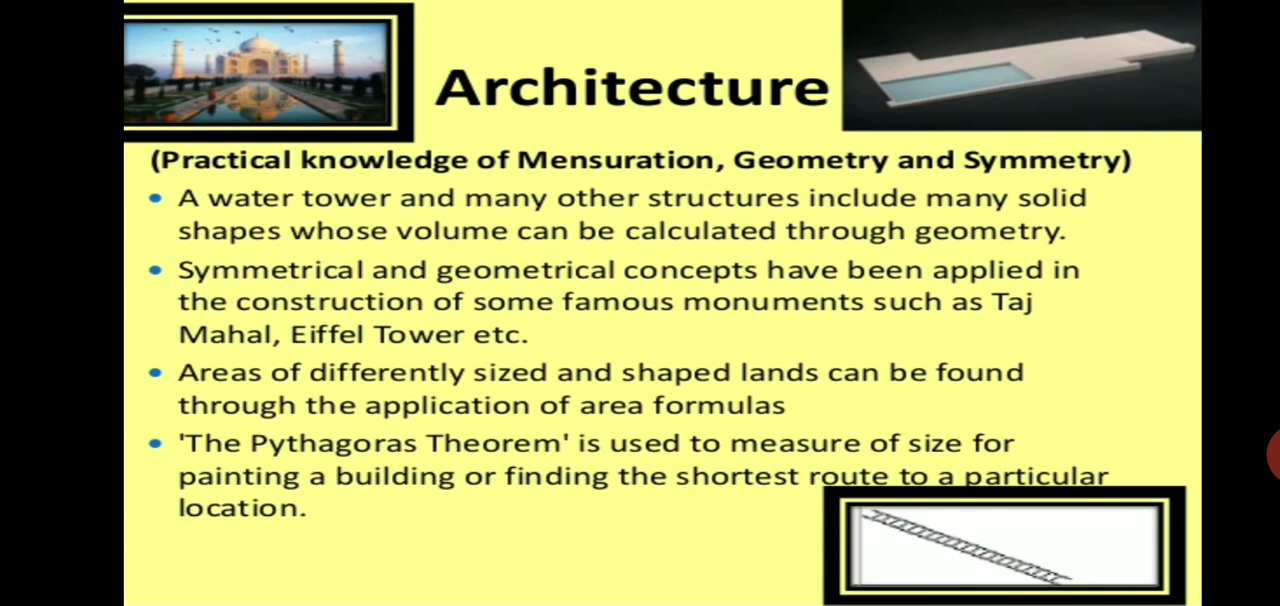 Architecture
(Practical knowledge of Mensuration, Geometry and Symmetry)
• A water tower and many other structures include many solid
shapes whose volume can be calculated through geometry.
• Symmetrical and geometrical concepts have been applied in
the construction of some famous monuments such as Taj
Mahal, Eiffel Tower etc.
• Areas of differently sized and shaped lands can be found
through the application of area formulas
• 'The Pythagoras Theorem' is used to measure of size for
painting a building or finding the shortest route to a particular
location.